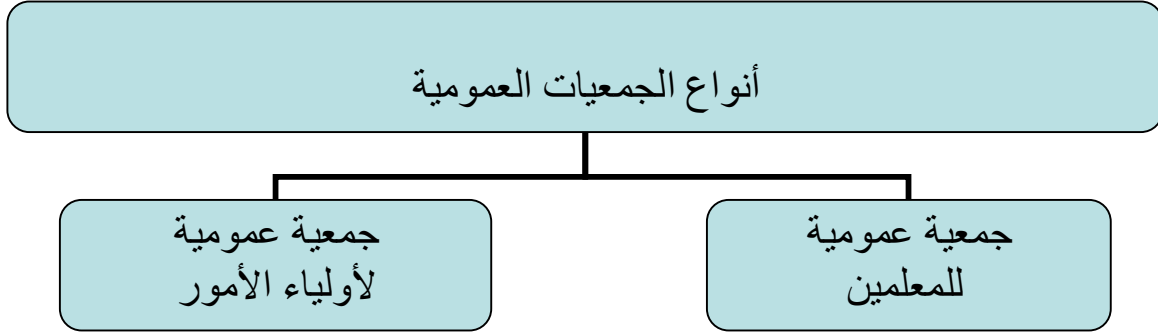 أنواع الجمعيات العمومية
جمعية عمومية
للمعلمين
جمعية عمومية
لأولياء الأمور